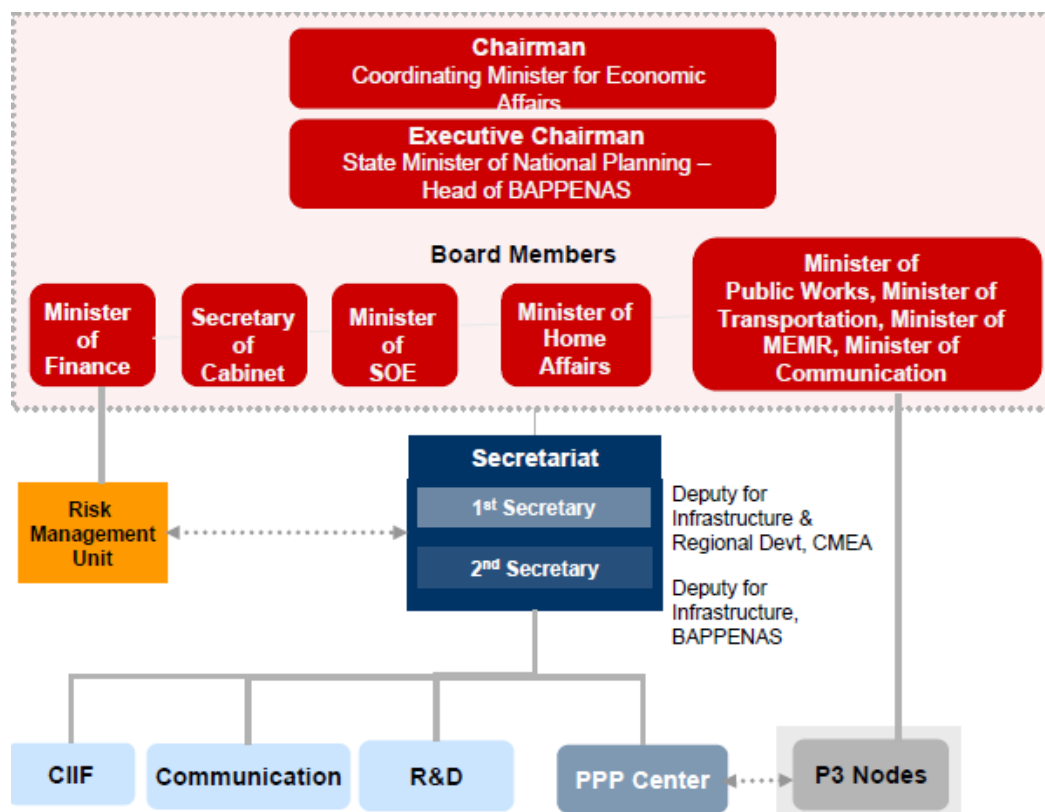 Chairman
Coordinating Minister for Economic
Affairs
Executive Chairman
State Minister of National Planning –
Head of BAPPENAS
Board Members
Minister
of
Finance
Secretary
of
Cabinet
Minister
of
SOE
Minister of
Home
Affairs
Minister of
Public Works, Minister of
Transportation, Minister of
MEMR, Minister of
Communication
Risk
Management
Unit
Secretariat
1st Secretary
2nd Secretary
Deputy for
Infrastructure &
Regional Devt, CMEA
Deputy for
Infrastructure,
BAPPENAS
CIIF
Communication
R&D
PPP Center
P3 Nodes